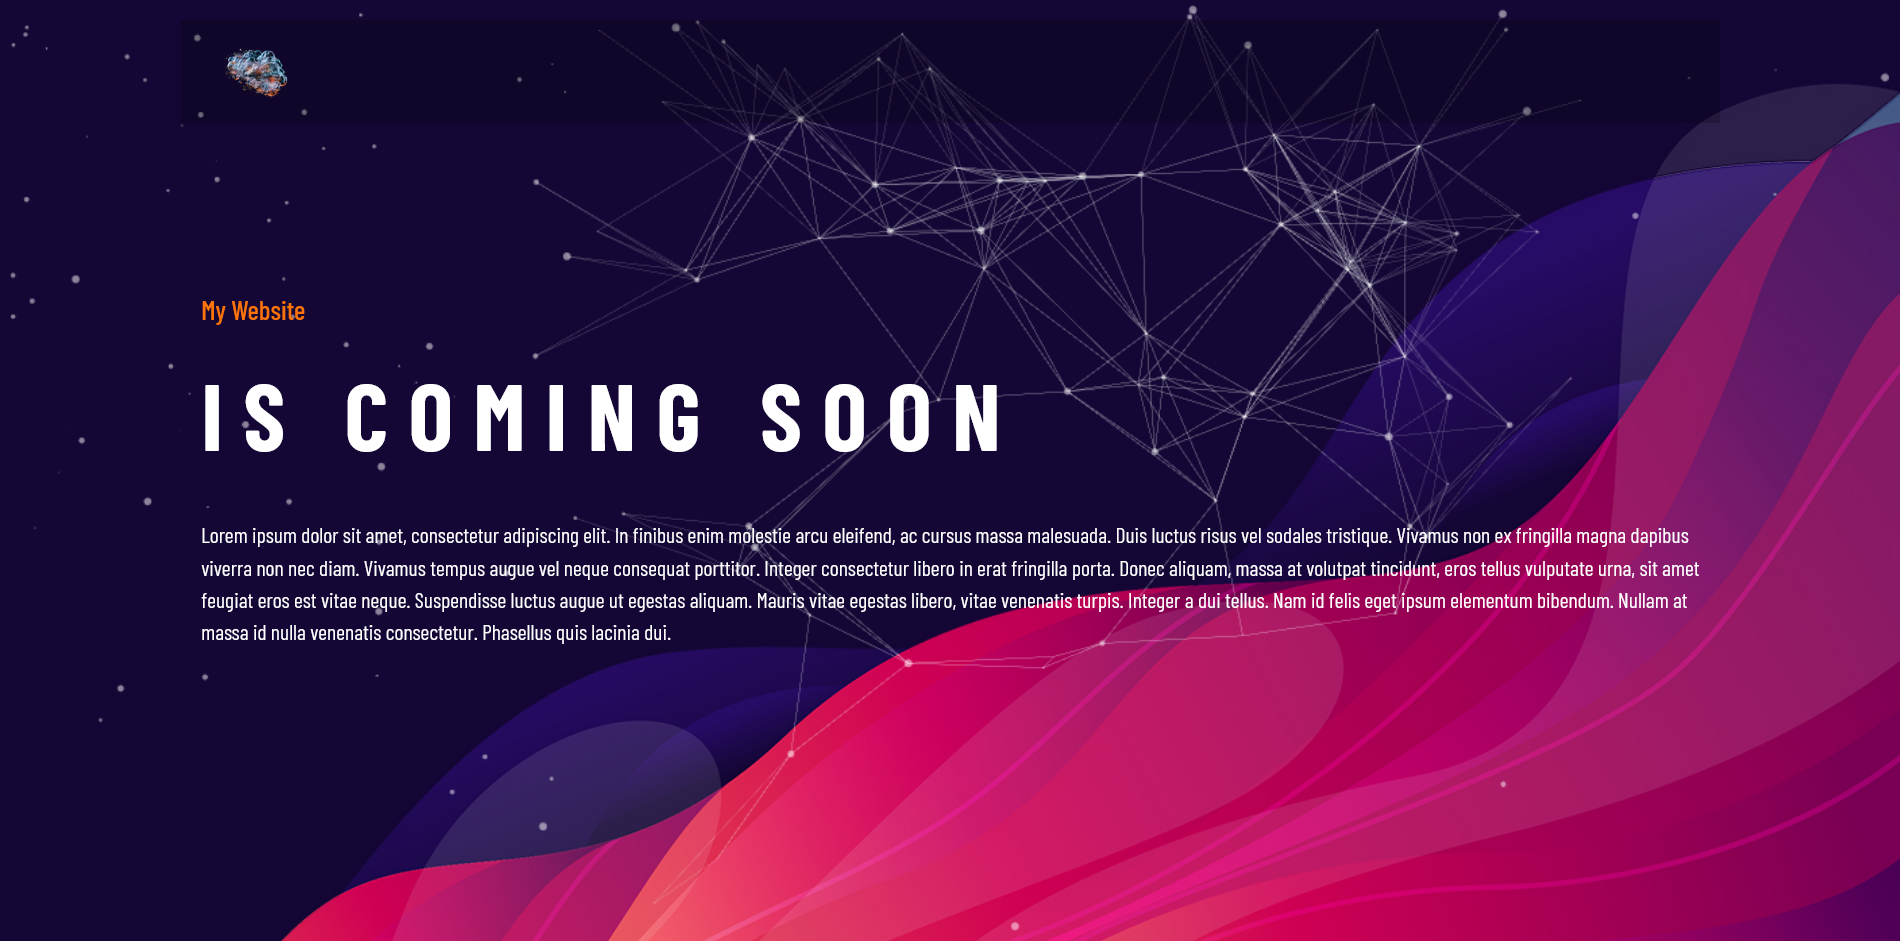 My Website
IS COMING SOON
Lorem ipsum dolor sit amet, consectetur adipiscing elit. In finibus enim molestie arcu eleifend, ac cursus massa malesuada. Duis luctus risus vel sodales tristique. Vivamus non ex fringilla magna dapibus
viverra non nec diam. Vivamus tempus augue vel neque consequat porttitor. Integer consectetur libero in erat fringilla porta. Donec aliquam, massa at volutpat tincidunt, eros tellus vulputate urna, sit amet
feugiat eros est vitae neque. Suspendisse luctus augue ut egestas aliquam. Mauris vitae egestas libero, vitae venenatis turpis. Integer a dui tellus. Nam id felis eget ipsum elementum bibendum. Nullam at
massa id nulla venenatis consectetur. Phasellus quis lacinia dui.